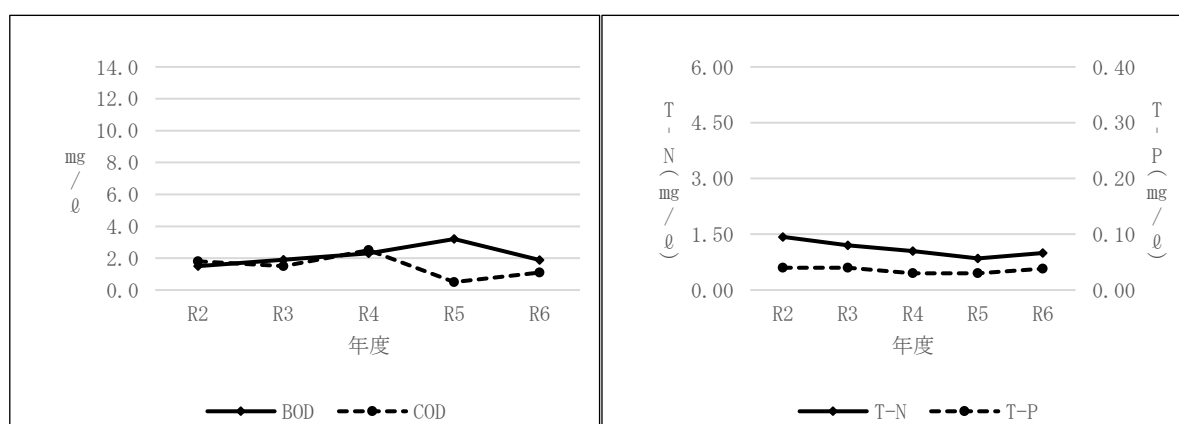 14.0
12.0
10.0
8.0
6.0
4.0
2.0
0.0
mg/ℓ
R2 R3 R4 R5 R6
年度
BOD COD
6.00
4.50
3.00
1.50
0.00
T-N(mg/ℓ)
0.40
0.30
0.20
0.10
0.00
T-P(mg/ℓ)
R2 R3 R4 R5 R6
年度
T-N T-P